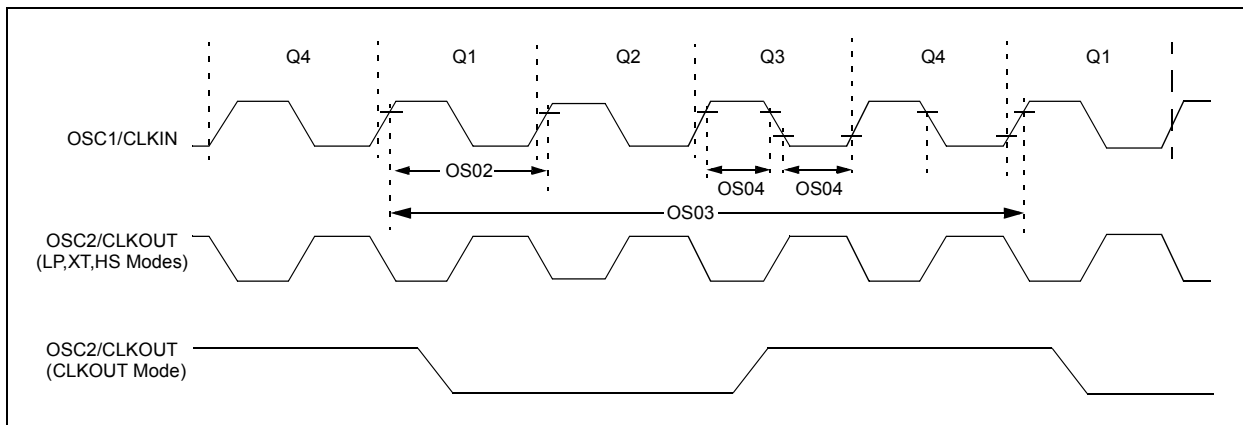 Q4 Q1 Q2 Q3 Q4 Q1
OSC1/CLKIN
OS02
OS04 OS04
OS03
OSC2/CLKOUT
(LP,XT,HS Modes)
OSC2/CLKOUT
(CLKOUT Mode)